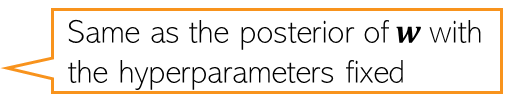 Same as the posterior of w with
the hyperparameters fixed